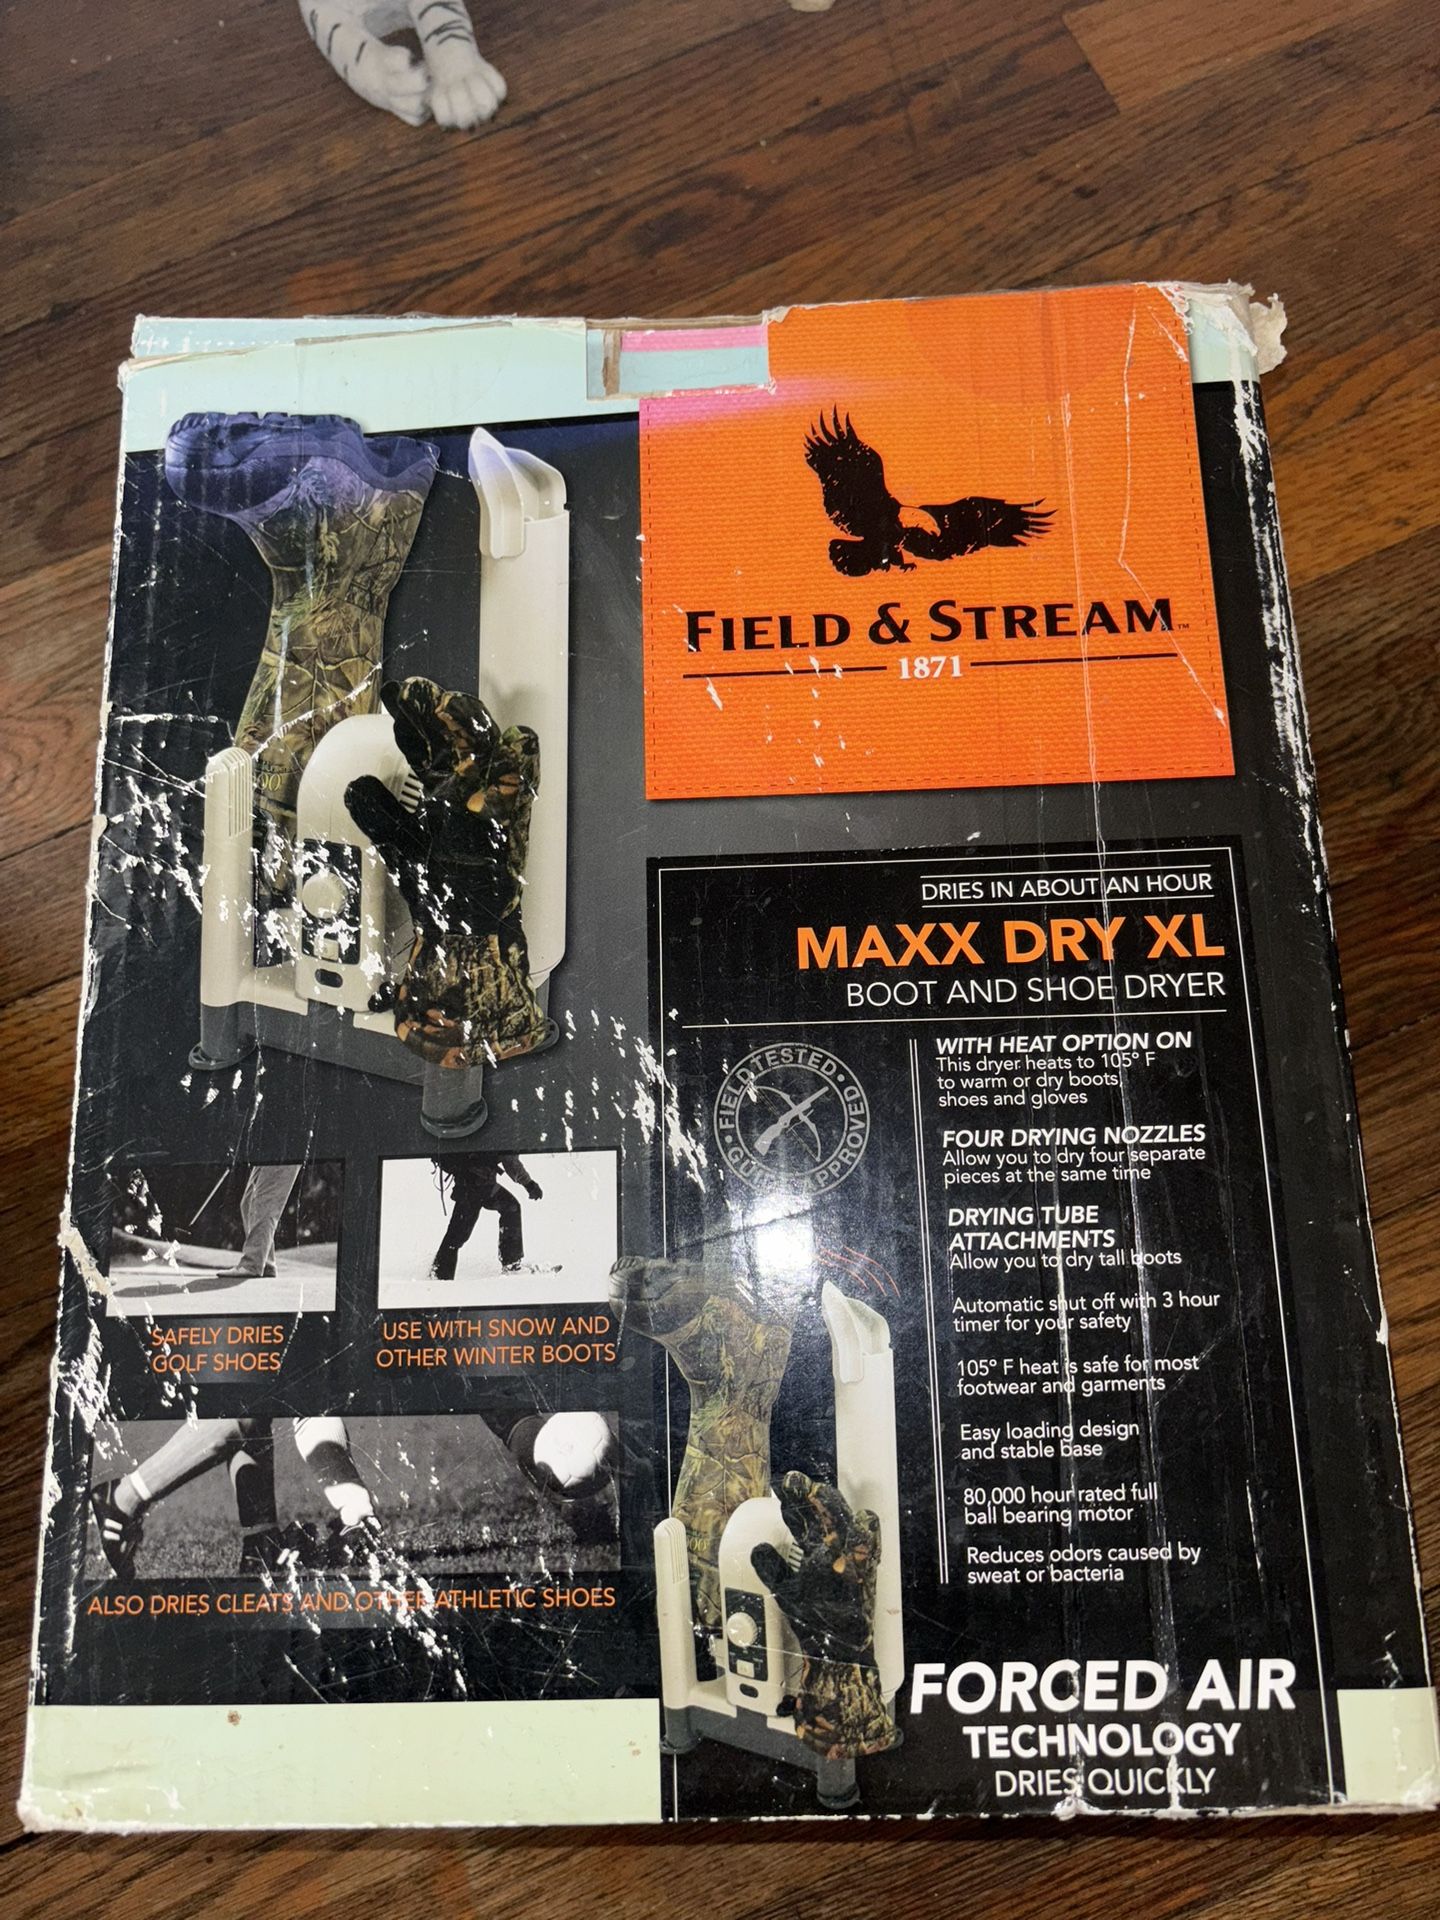 FIELD & STREAM™
1871
DRIES IN ABOUT AN HOUR
MAXX DRY XL
BOOT AND SHOE DRYER
WITH HEAT OPTION ON
This dryer heats to 105° F
to warm or dry boots,
shoes and gloves
FOUR DRYING NOZZLES
Allow you to dry four separate
pieces at the same time
DRYING TUBE
ATTACHMENTS
Allow you to dry tall boots
Automatic shut off with 3 hour
timer for your safety
105° F heat is safe for most
footwear and garments
Easy loading design
and stable base
80,000 hour rated full
ball bearing motor
Reduces odors caused by
sweat or bacteria
FIELD TESTED • GUIDE APPROVED •
SAFELY DRIES
GOLF SHOES
USE WITH SNOW AND
OTHER WINTER BOOTS
ALSO DRIES CLEATS AND OTHER ATHLETIC SHOES
FORCED AIR
TECHNOLOGY
DRIES QUICKLY